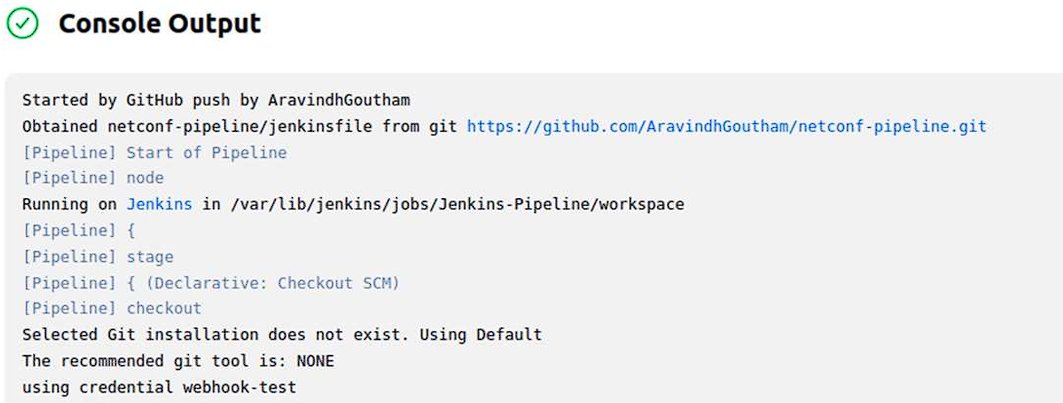 Console Output
Started by GitHub push by AravindhGoutham
Obtained netconf-pipeline/jenkinsfile from git https://github.com/AravindhGoutham/netconf-pipeline.git
[Pipeline] Start of Pipeline
[Pipeline] node
Running on Jenkins in /var/lib/jenkins/jobs/Jenkins-Pipeline/workspace
[Pipeline] {
[Pipeline] stage
[Pipeline] { (Declarative: Checkout SCM)
[Pipeline] checkout
Selected Git installation does not exist. Using Default
The recommended git tool is: NONE
using credential webhook-test